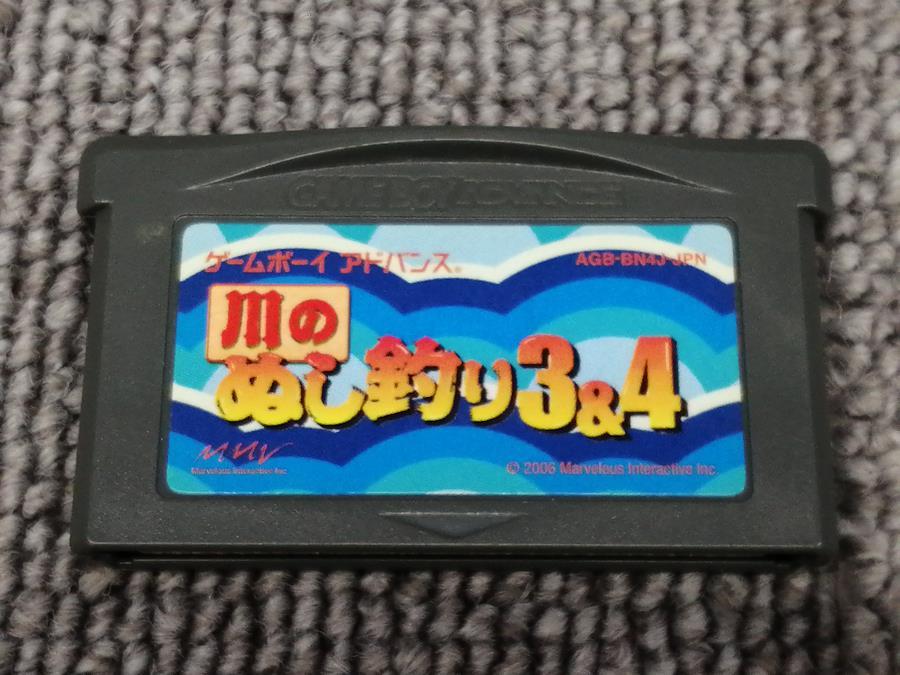 GAME BOY ADVANCE
ゲームボーイ アドバンス®
AGB-BN4J-JPN
川の
ぬし釣り3&4
Marvelous Interactive Inc.
© 2006 Marvelous Interactive Inc.